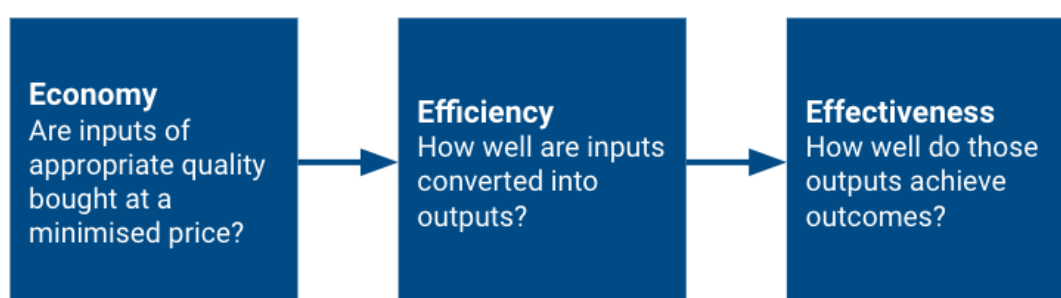 Economy
Are inputs of
appropriate quality
bought at a
minimised price?
Efficiency
How well are inputs
converted into
outputs?
Effectiveness
How well do those
outputs achieve
outcomes?